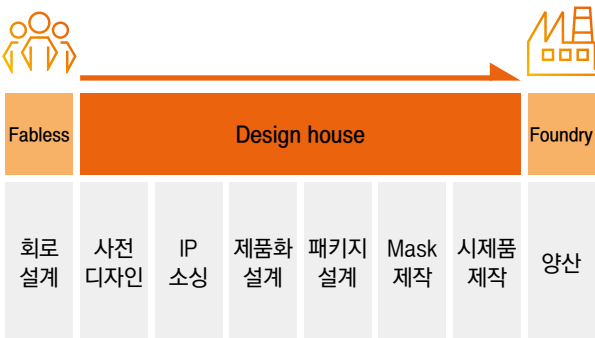 Fabless
Design house
Foundry
회로
설계
사전
디자인
IP
소싱
제품화
설계
패키지
설계
Mask
제작
시제품
제작
양산